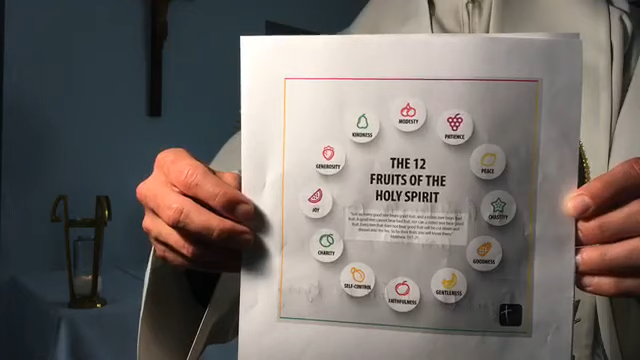 MODESTY
KINDNESS
PATIENCE
GENEROSITY
PEACE
THE 12
FRUITS OF THE
HOLY SPIRIT
JOY
CHASTITY
CHARITY
GOODNESS
SELF-CONTROL
GENTLENESS
FAITHFULNESS